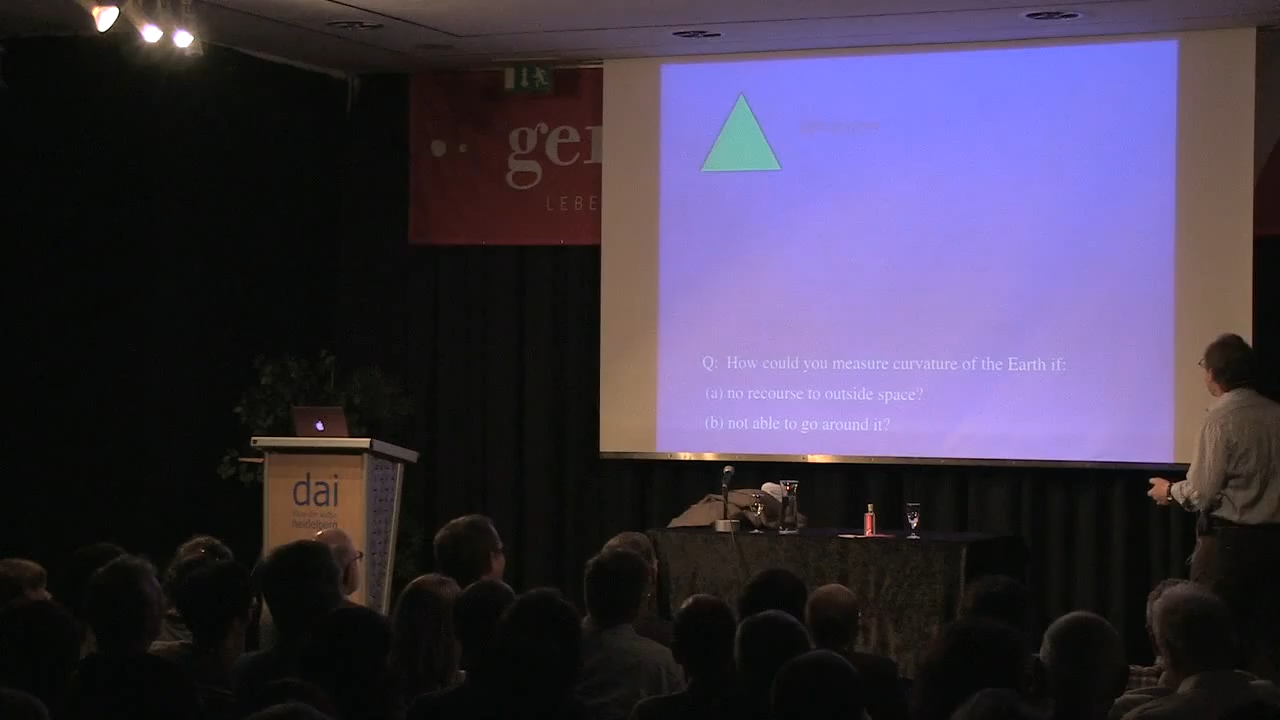 ger
LEBE
Q: How could you measure curvature of the Earth if:
(a) no recourse to outside space?
(b) not able to go around it?
dai
heidelberg